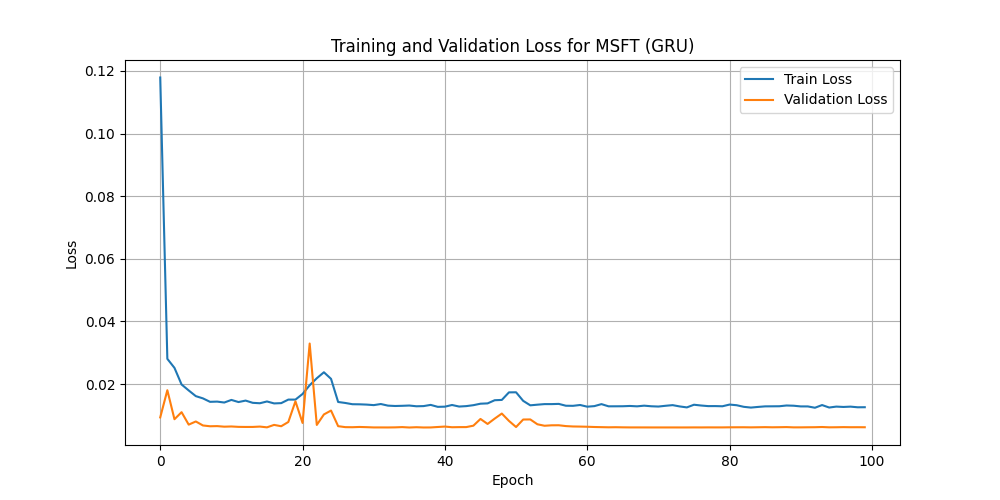 Training and Validation Loss for MSFT (GRU)
Train Loss
Validation Loss
0.12
0.10
0.08
0.06
0.04
0.02
Loss
0 20 40 60 80 100
Epoch